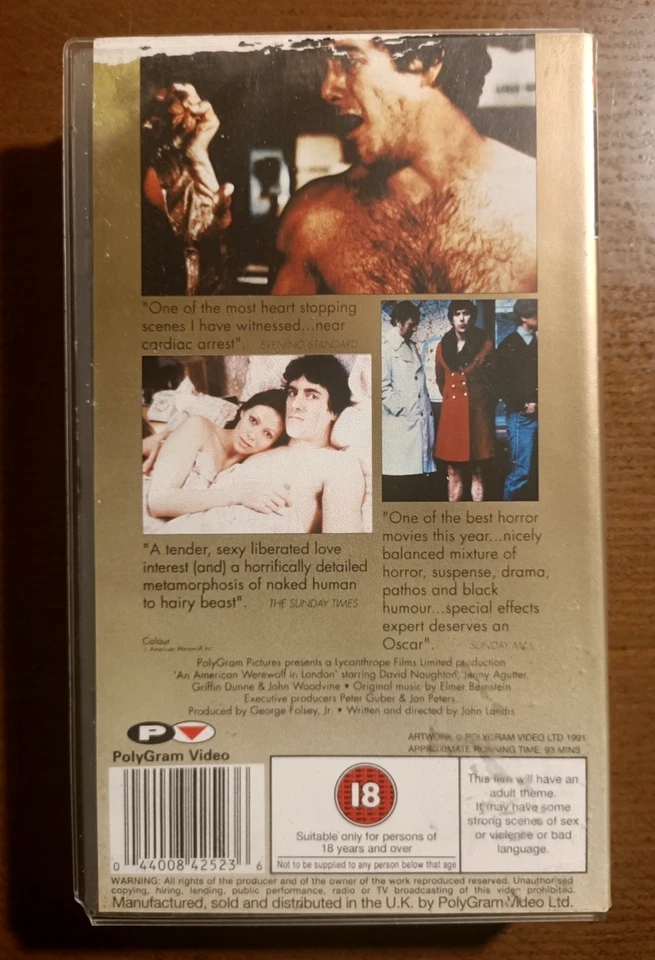 "One of the most heart stopping
scenes I have witnessed...near
cardiac arrest". EVENING STANDARD
"A tender, sexy liberated love
interest (and) a horrifically detailed
metamorphosis of naked human
to hairy beast". THE SUNDAY TIMES
"One of the best horror
movies this year...nicely
balanced mixture of
horror, suspense, drama,
pathos and black
humour...special effects
expert deserves an
Oscar". SUNDAY
Colour
American Werewolf Inc
PolyGram Pictures presents a Lycanthrope Films Limited production
'An American Werewolf in London' starring David Naughton, Jenny Agutter,
Griffin Dunne & John Woodvine • Original music by Elmer Bernstein
Executive producers Peter Guber & Jon Peters
Produced by George Folsey, Jr. • Written and directed by John Landis
PV
PolyGram Video
ARTWORK © POLYGRAM VIDEO LTD 1991
APPROXIMATE RUNNING TIME: 93 MINS
0 44008 42523 6
18
Suitable only for persons of
18 years and over
Not to be supplied to any person below that age
This film will have an
adult theme.
It may have some
strong scenes of sex
or violence or bad
language.
WARNING: All rights of the producer and of the owner of the work reproduced reserved. Unauthorised
copying, hiring, lending, public performance, radio or TV broadcasting of this video prohibited.
Manufactured, sold and distributed in the U.K. by PolyGram Video Ltd.